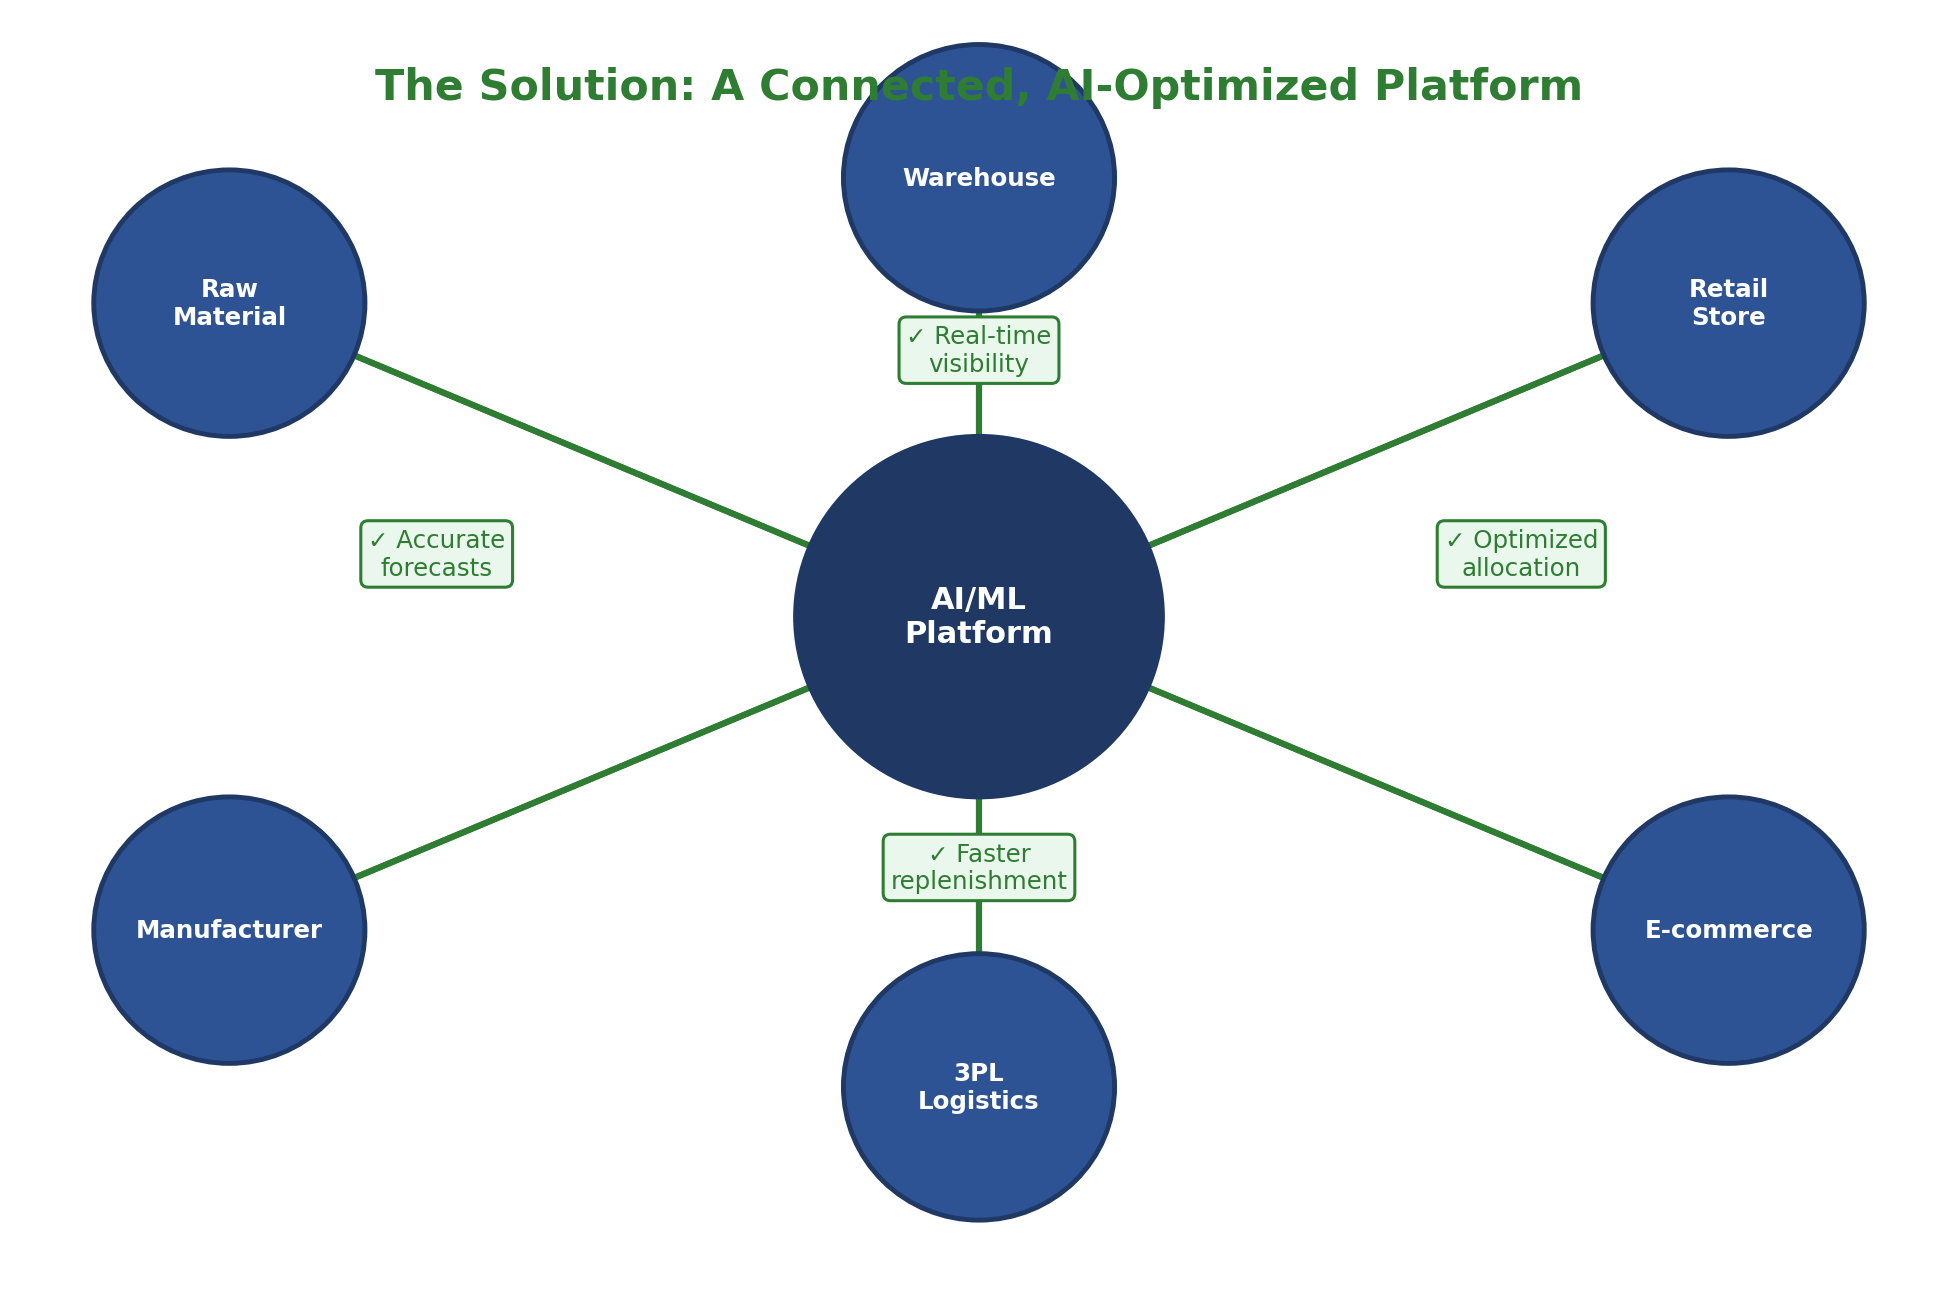 The Solution: A Connected, AI-Optimized Platform
Warehouse
Raw
Material
Retail
Store
✓ Real-time
visibility
✓ Accurate
forecasts
✓ Optimized
allocation
AI/ML
Platform
✓ Faster
replenishment
Manufacturer
E-commerce
3PL
Logistics